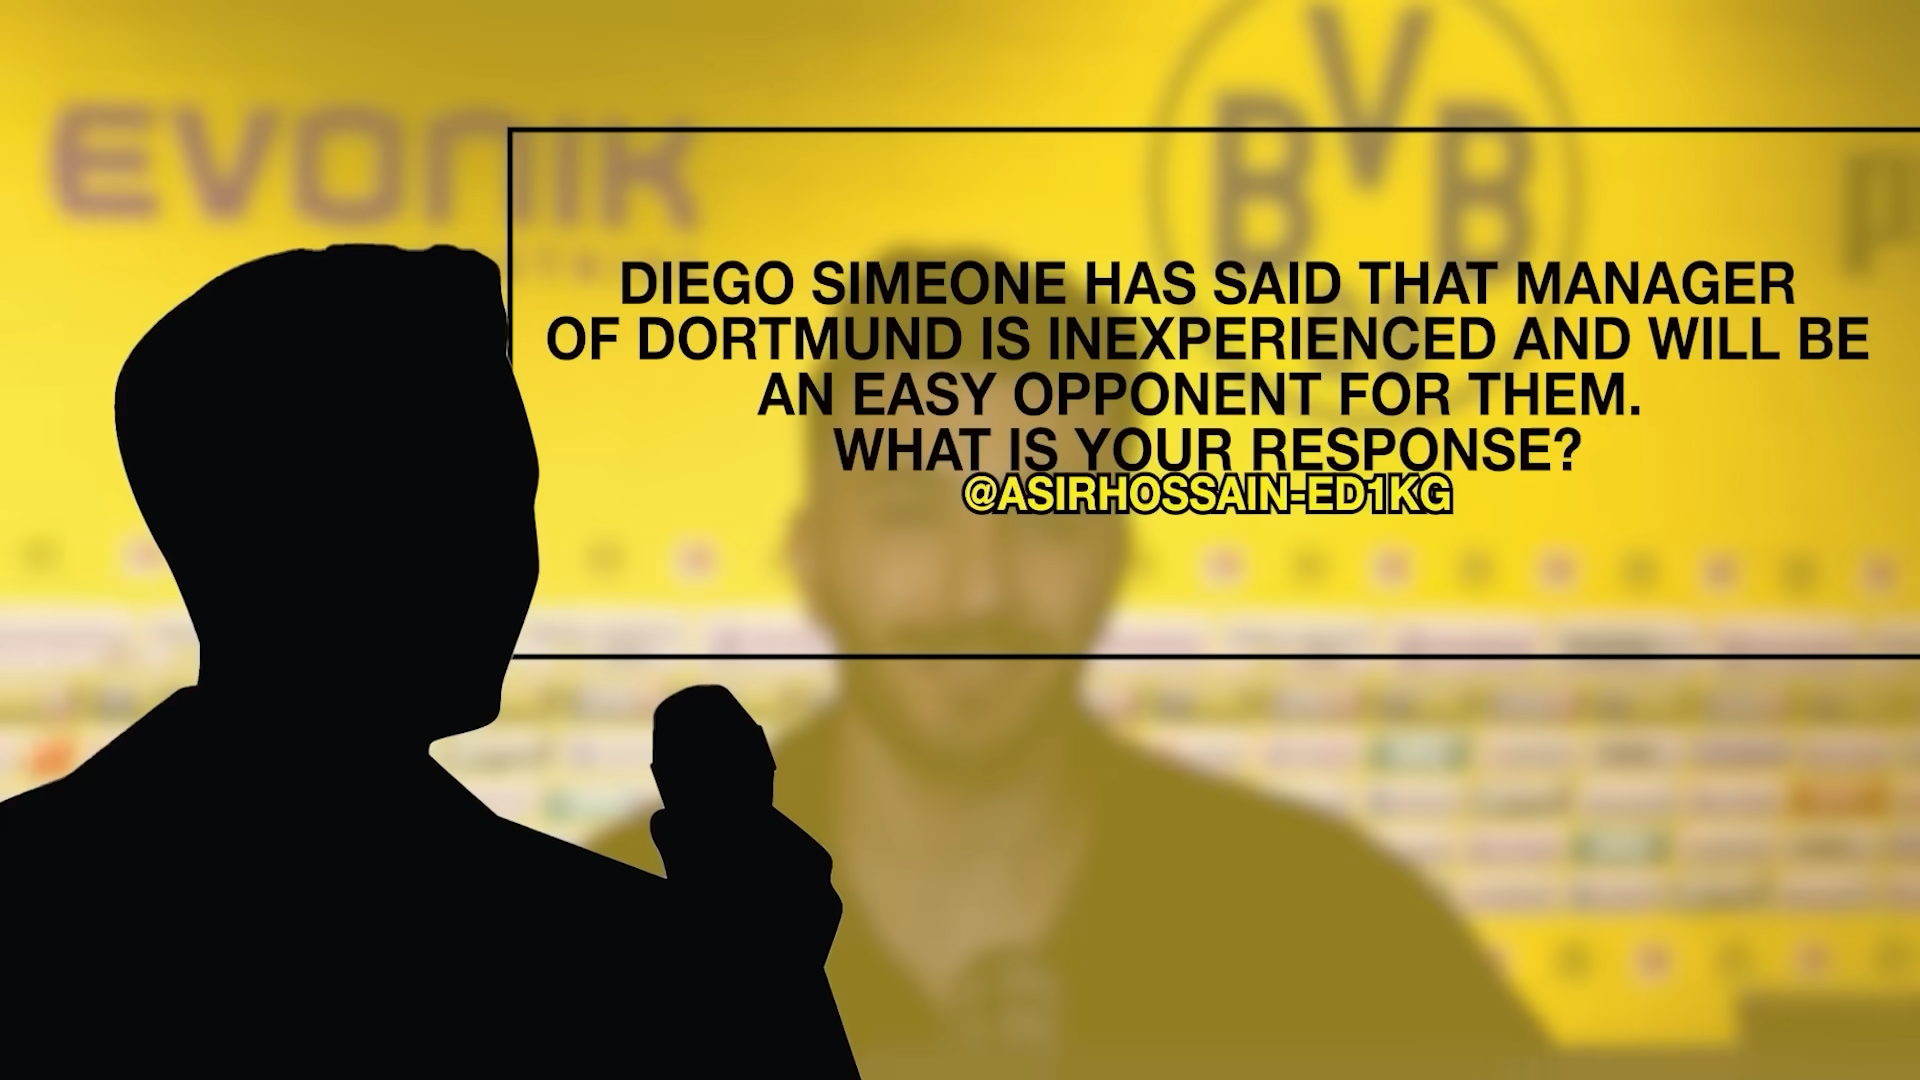 EVONIK
BVB
DIEGO SIMEONE HAS SAID THAT MANAGER
OF DORTMUND IS INEXPERIENCED AND WILL BE
AN EASY OPPONENT FOR THEM.
WHAT IS YOUR RESPONSE?
@ASIRHOSSAIN-ED1KG